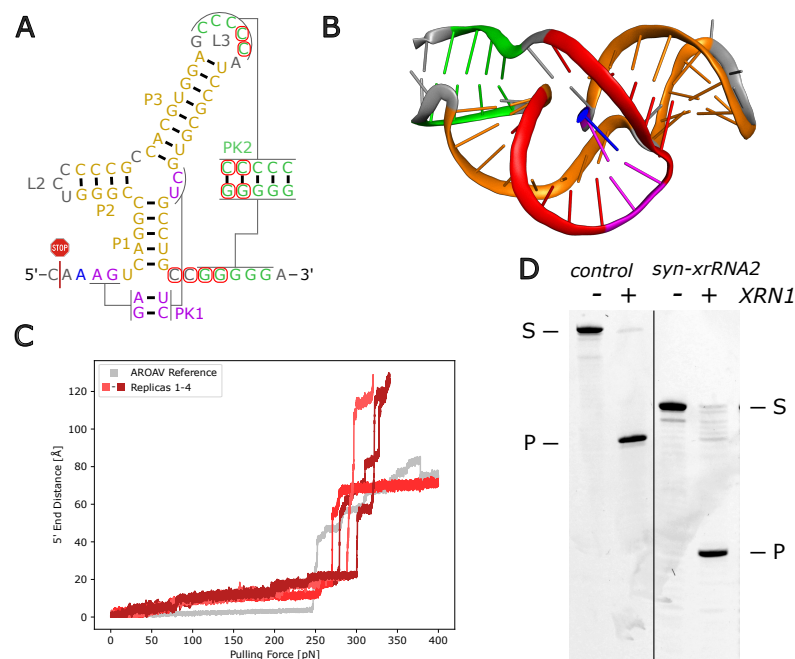 A
B
C C C C C
G L3 A
A U
P3
PK2
C C C C C
G G G G G
C C C C C G
L2
U G G G G C
P2
C U
P1
STOP
5'-CAAAGU CCGGGGGA-3'
A U
G C
PK1
C
AROAV Reference
Replicas 1-4
5' End Distance [Å]
120
100
80
60
40
20
0
0 50 100 150 200 250 300 350 400
Pulling Force [pN]
D
control syn-xrRNA2
- + - + XRN1
S –
– S
P –
– P